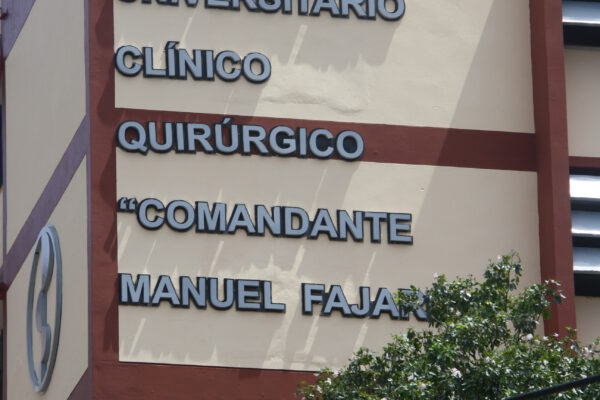 UNIVERSITARIO
CLÍNICO
QUIRÚRGICO
“COMANDANTE
MANUEL FAJAR